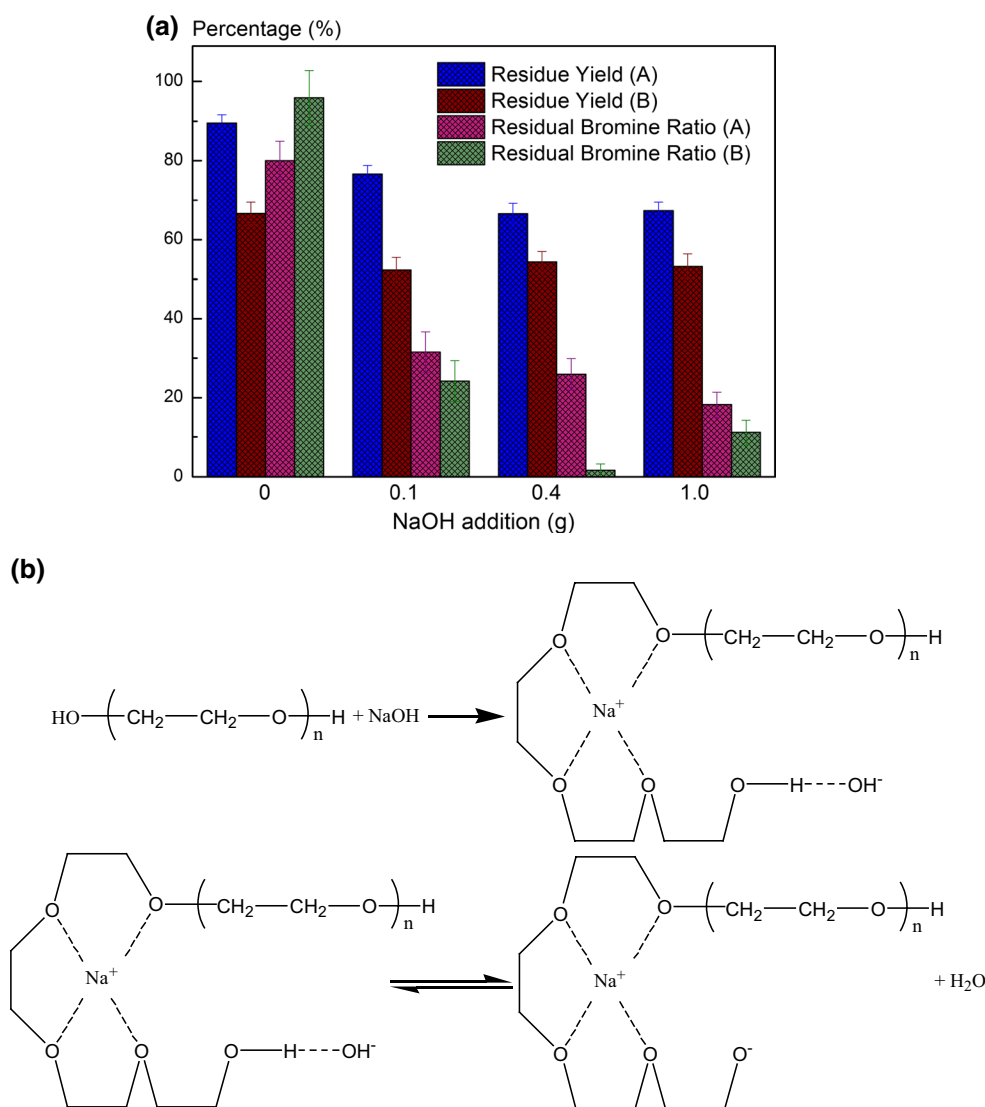 (a) Percentage (%)
100
80
60
40
20
0
Residue Yield (A)
Residue Yield (B)
Residual Bromine Ratio (A)
Residual Bromine Ratio (B)
0 0.1 0.4 1.0
NaOH addition (g)
(b)
O O ( CH₂ CH₂ O )n H
HO ( CH₂ CH₂ O )n H + NaOH
Na⁺
O O O H OH⁻
O O ( CH₂ CH₂ O )n H
Na⁺
O O O H OH⁻
O O ( CH₂ CH₂ O )n H
Na⁺
+ H₂O
O O O⁻